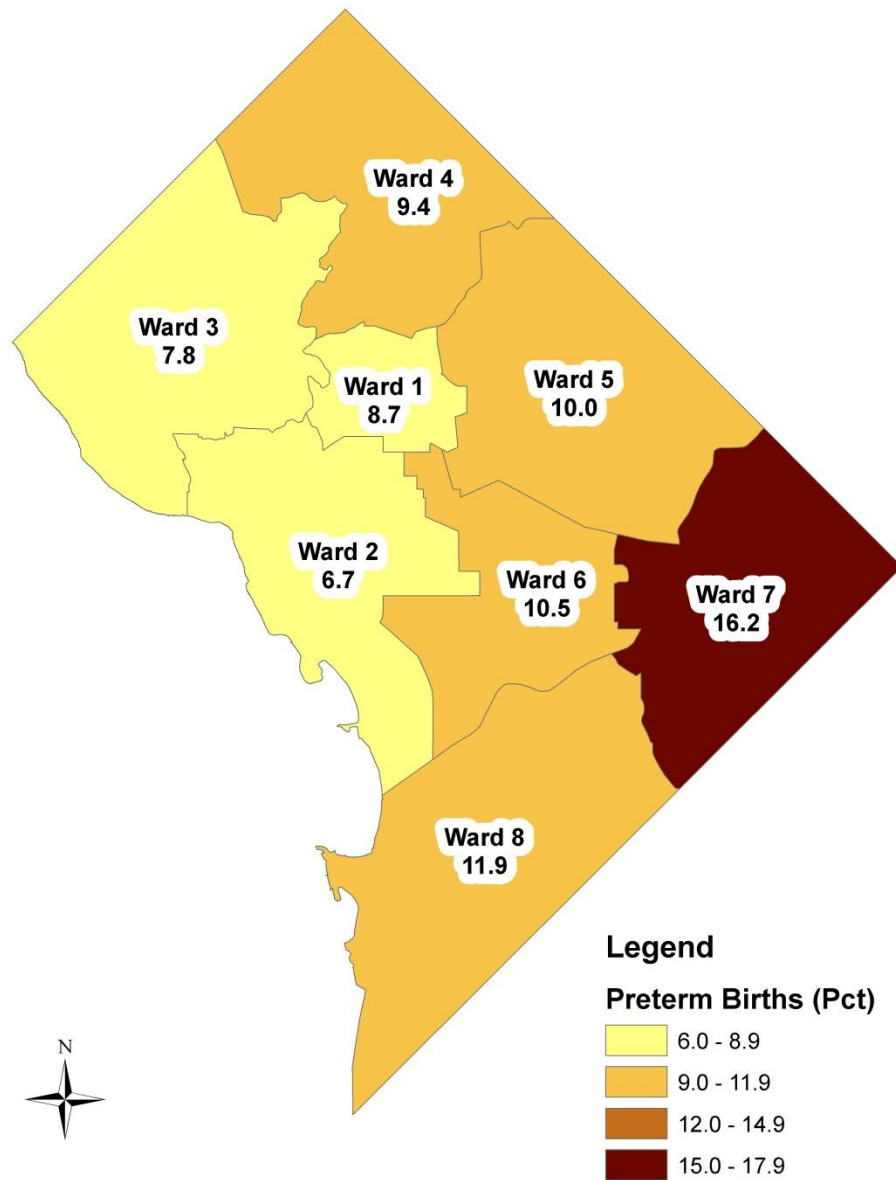 Ward 4
9.4
Ward 3
7.8
Ward 1
8.7
Ward 5
10.0
Ward 2
6.7
Ward 6
10.5
Ward 7
16.2
Ward 8
11.9
Legend
Preterm Births (Pct)
6.0 - 8.9
9.0 - 11.9
12.0 - 14.9
15.0 - 17.9
N